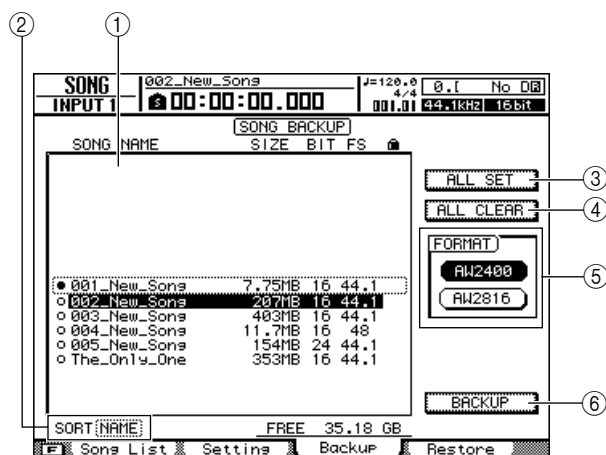 ② ①
SONG 002_New_Song ♩=120.0 4/4 0.[ No D
INPUT 1 S 00:00:00.000 001.01 44.1kHz 16bit
SONG BACKUP
SONG NAME SIZE BIT FS
ALL SET ③
ALL CLEAR ④
FORMAT
AW2400 ⑤
AW2816
001_New_Song 7.75MB 16 44.1
002_New_Song 207MB 16 44.1
003_New_Song 403MB 16 44.1
004_New_Song 11.7MB 16 48
005_New_Song 154MB 24 44.1
The_Only_One 353MB 16 44.1
BACKUP ⑥
SORT NAME FREE 35.18 GB
F Song List Setting Backup Restore